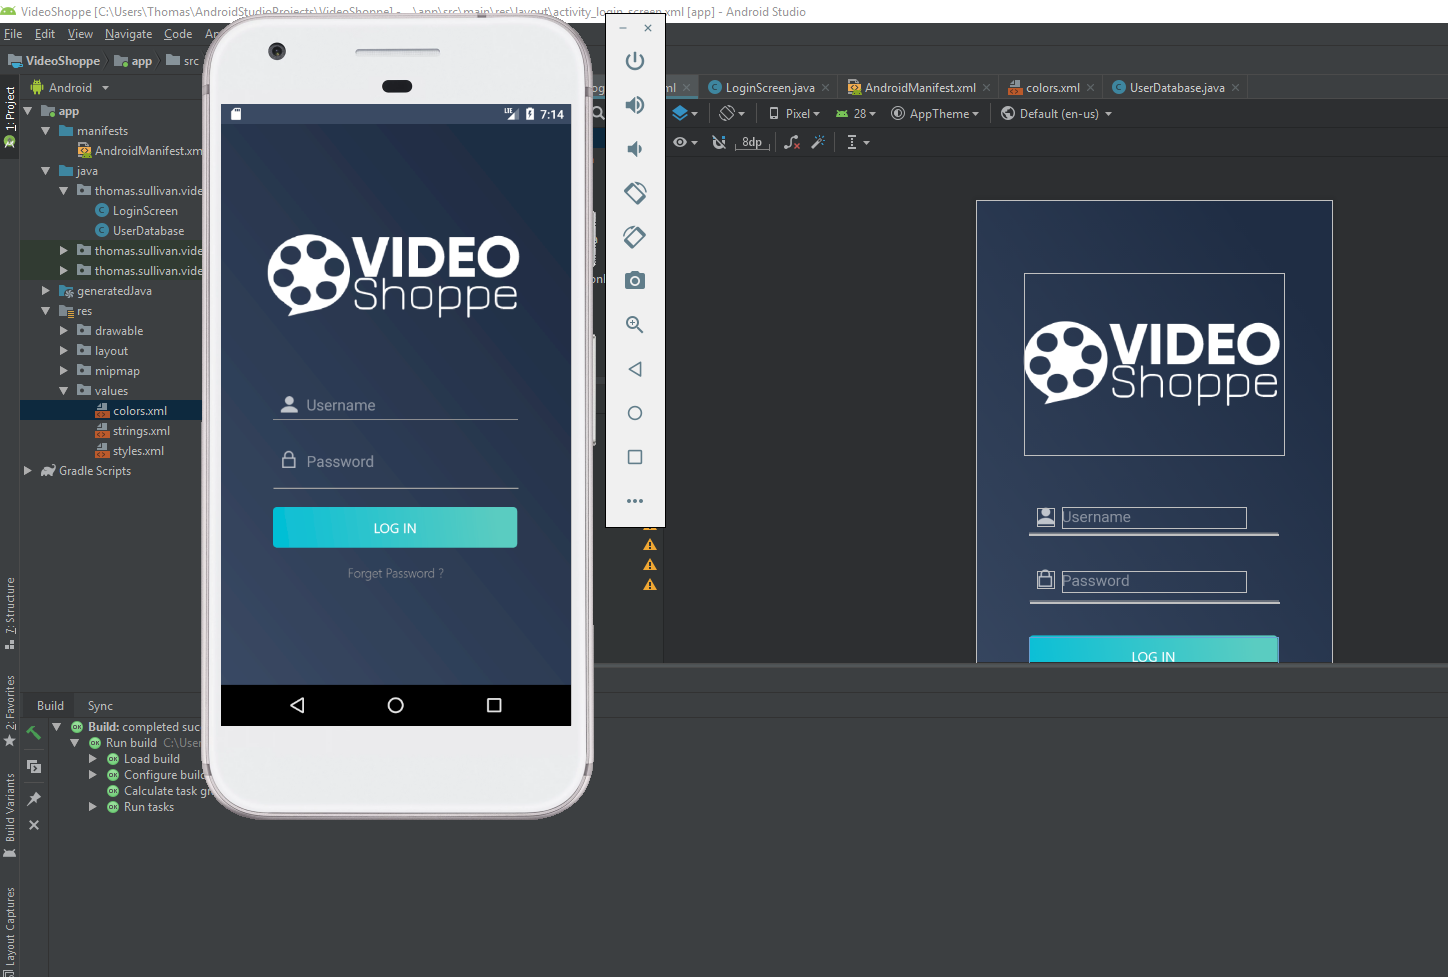 VideoShoppe [C:\Users\Thomas\AndroidStudioProjects\VideoShoppe] - ...\app\src\main\res\layout\activity_login_screen.xml [app] - Android Studio
File Edit View Navigate Code
VideoShoppe app src
Android
LoginScreen.java AndroidManifest.xml colors.xml UserDatabase.java
Pixel 28 AppTheme Default (en-us)
8dp
1: Project
app
manifests
AndroidManifest.xm
java
thomas.sullivan.vide
LoginScreen
UserDatabase
thomas.sullivan.vide
thomas.sullivan.vide
generatedJava
res
drawable
layout
mipmap
values
colors.xml
strings.xml
styles.xml
Gradle Scripts
7: Structure
2: Favorites
Build Variants
Layout Captures
LTE 7:14
VIDEO
Shoppe
Username
Password
LOG IN
Forget Password ?
VIDEO
Shoppe
Username
Password
LOG IN
Build Sync
Build: completed suc
Run build C:\User
Load build
Configure build
Calculate task gr
Run tasks